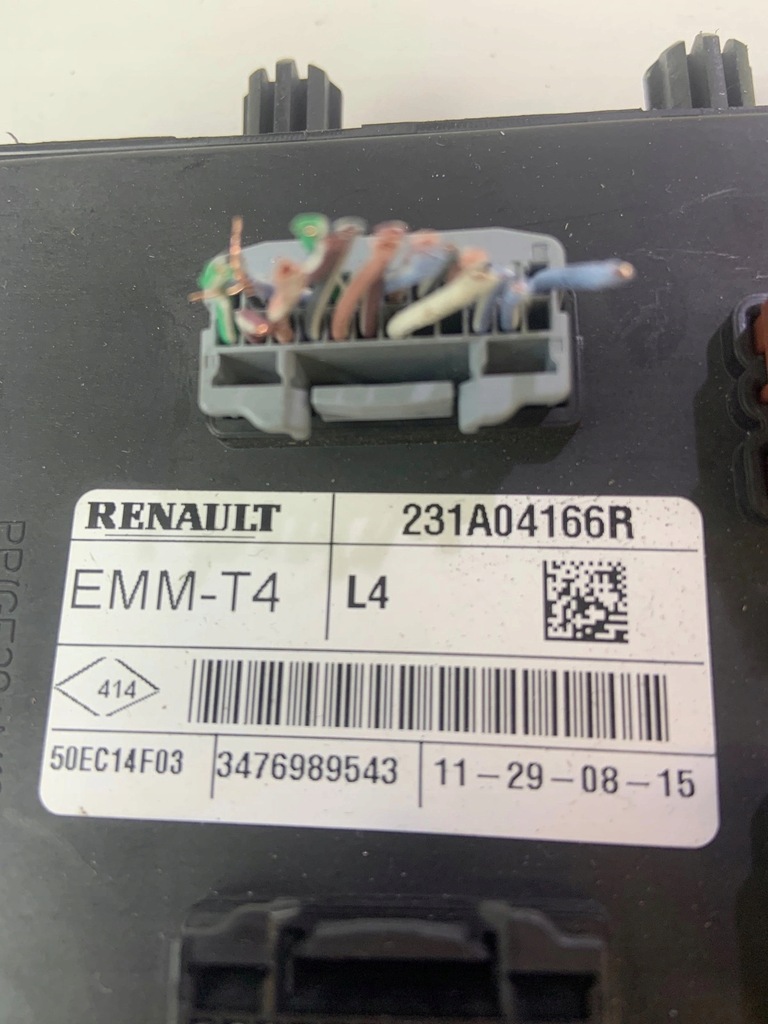 RENAULT 231A04166R
EMM-T4 L4
414
50EC14F03 3476989543 11-29-08-15